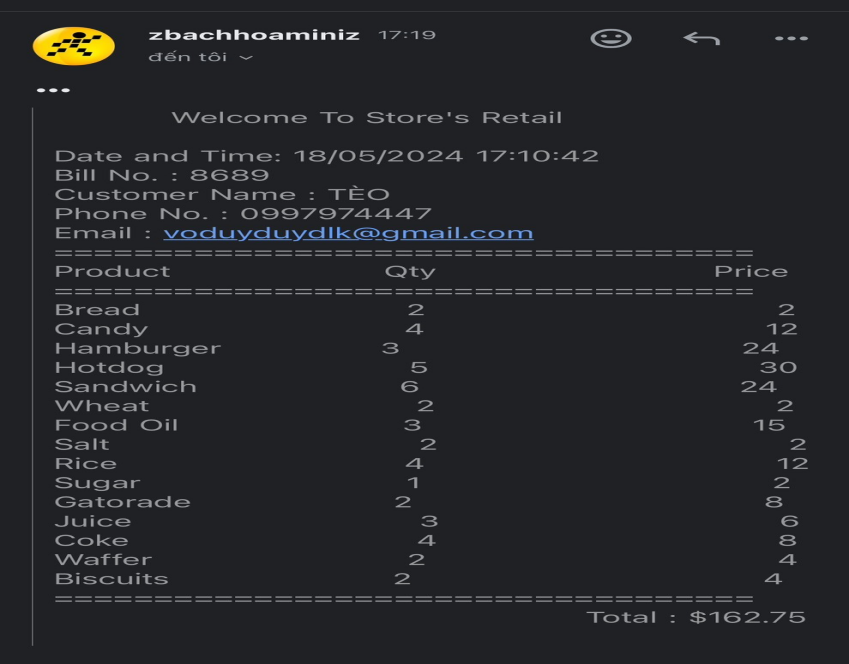 zbachhoaminiz 17:19
đến tôi
Welcome To Store's Retail
Date and Time: 18/05/2024 17:10:42
Bill No. : 8689
Customer Name : TÈO
Phone No. : 0997974447
Email : voduyduydlk@gmail.com
===================================
Product Qty Price
===================================
Bread 2 2
Candy 4 12
Hamburger 3 24
Hotdog 5 30
Sandwich 6 24
Wheat 2 2
Food Oil 3 15
Salt 2 2
Rice 4 12
Sugar 1 2
Gatorade 2 8
Juice 3 6
Coke 4 8
Waffer 2 4
Biscuits 2 4
===================================
Total : $162.75